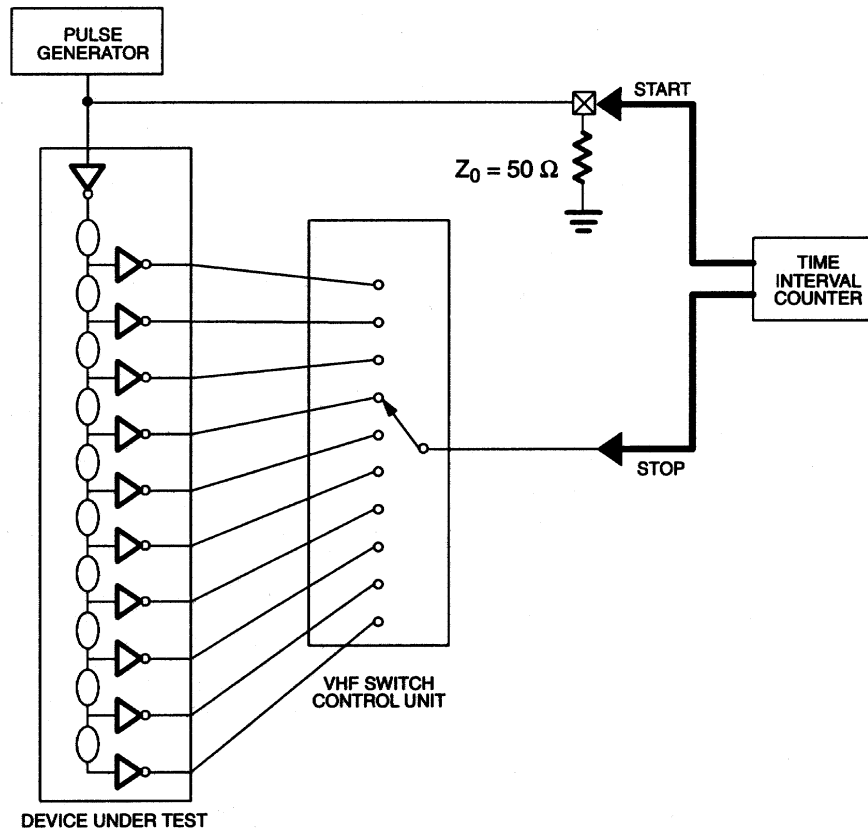 PULSE
GENERATOR
START
Z₀ = 50 Ω
TIME
INTERVAL
COUNTER
STOP
VHF SWITCH
CONTROL UNIT
DEVICE UNDER TEST